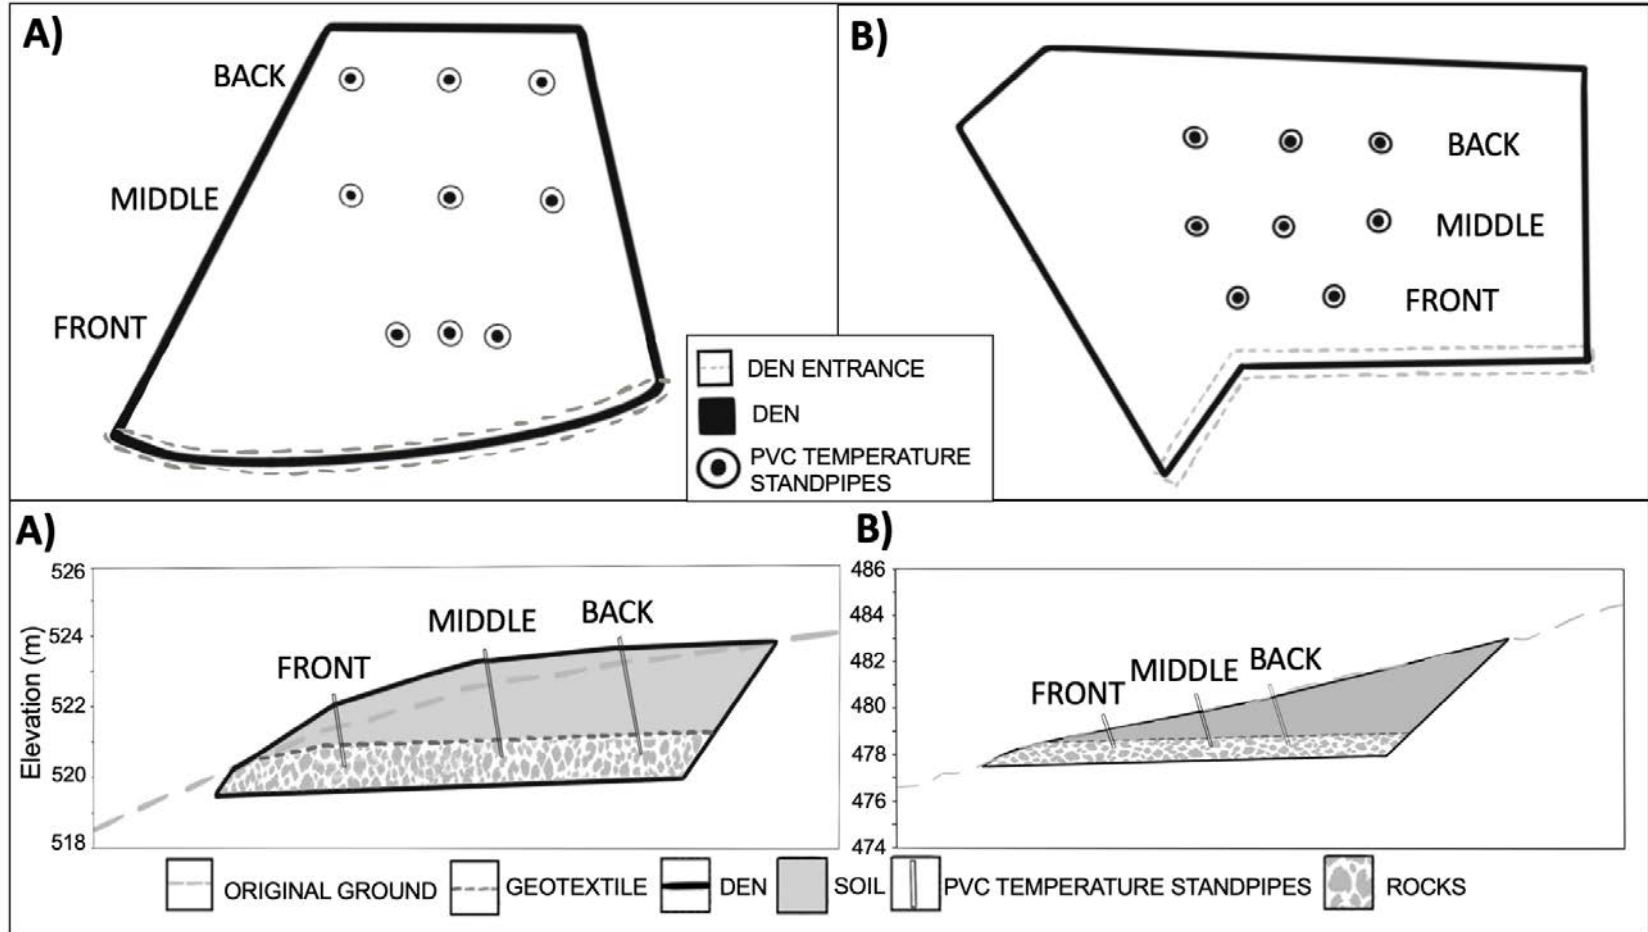 A)
BACK
MIDDLE
FRONT
B)
BACK
MIDDLE
FRONT
DEN ENTRANCE
DEN
PVC TEMPERATURE
STANDPIPES
A)
Elevation (m)
526
524
522
520
518
FRONT
MIDDLE
BACK
B)
486
484
482
480
478
476
474
FRONT
MIDDLE
BACK
ORIGINAL GROUND
GEOTEXTILE
DEN
SOIL
PVC TEMPERATURE STANDPIPES
ROCKS